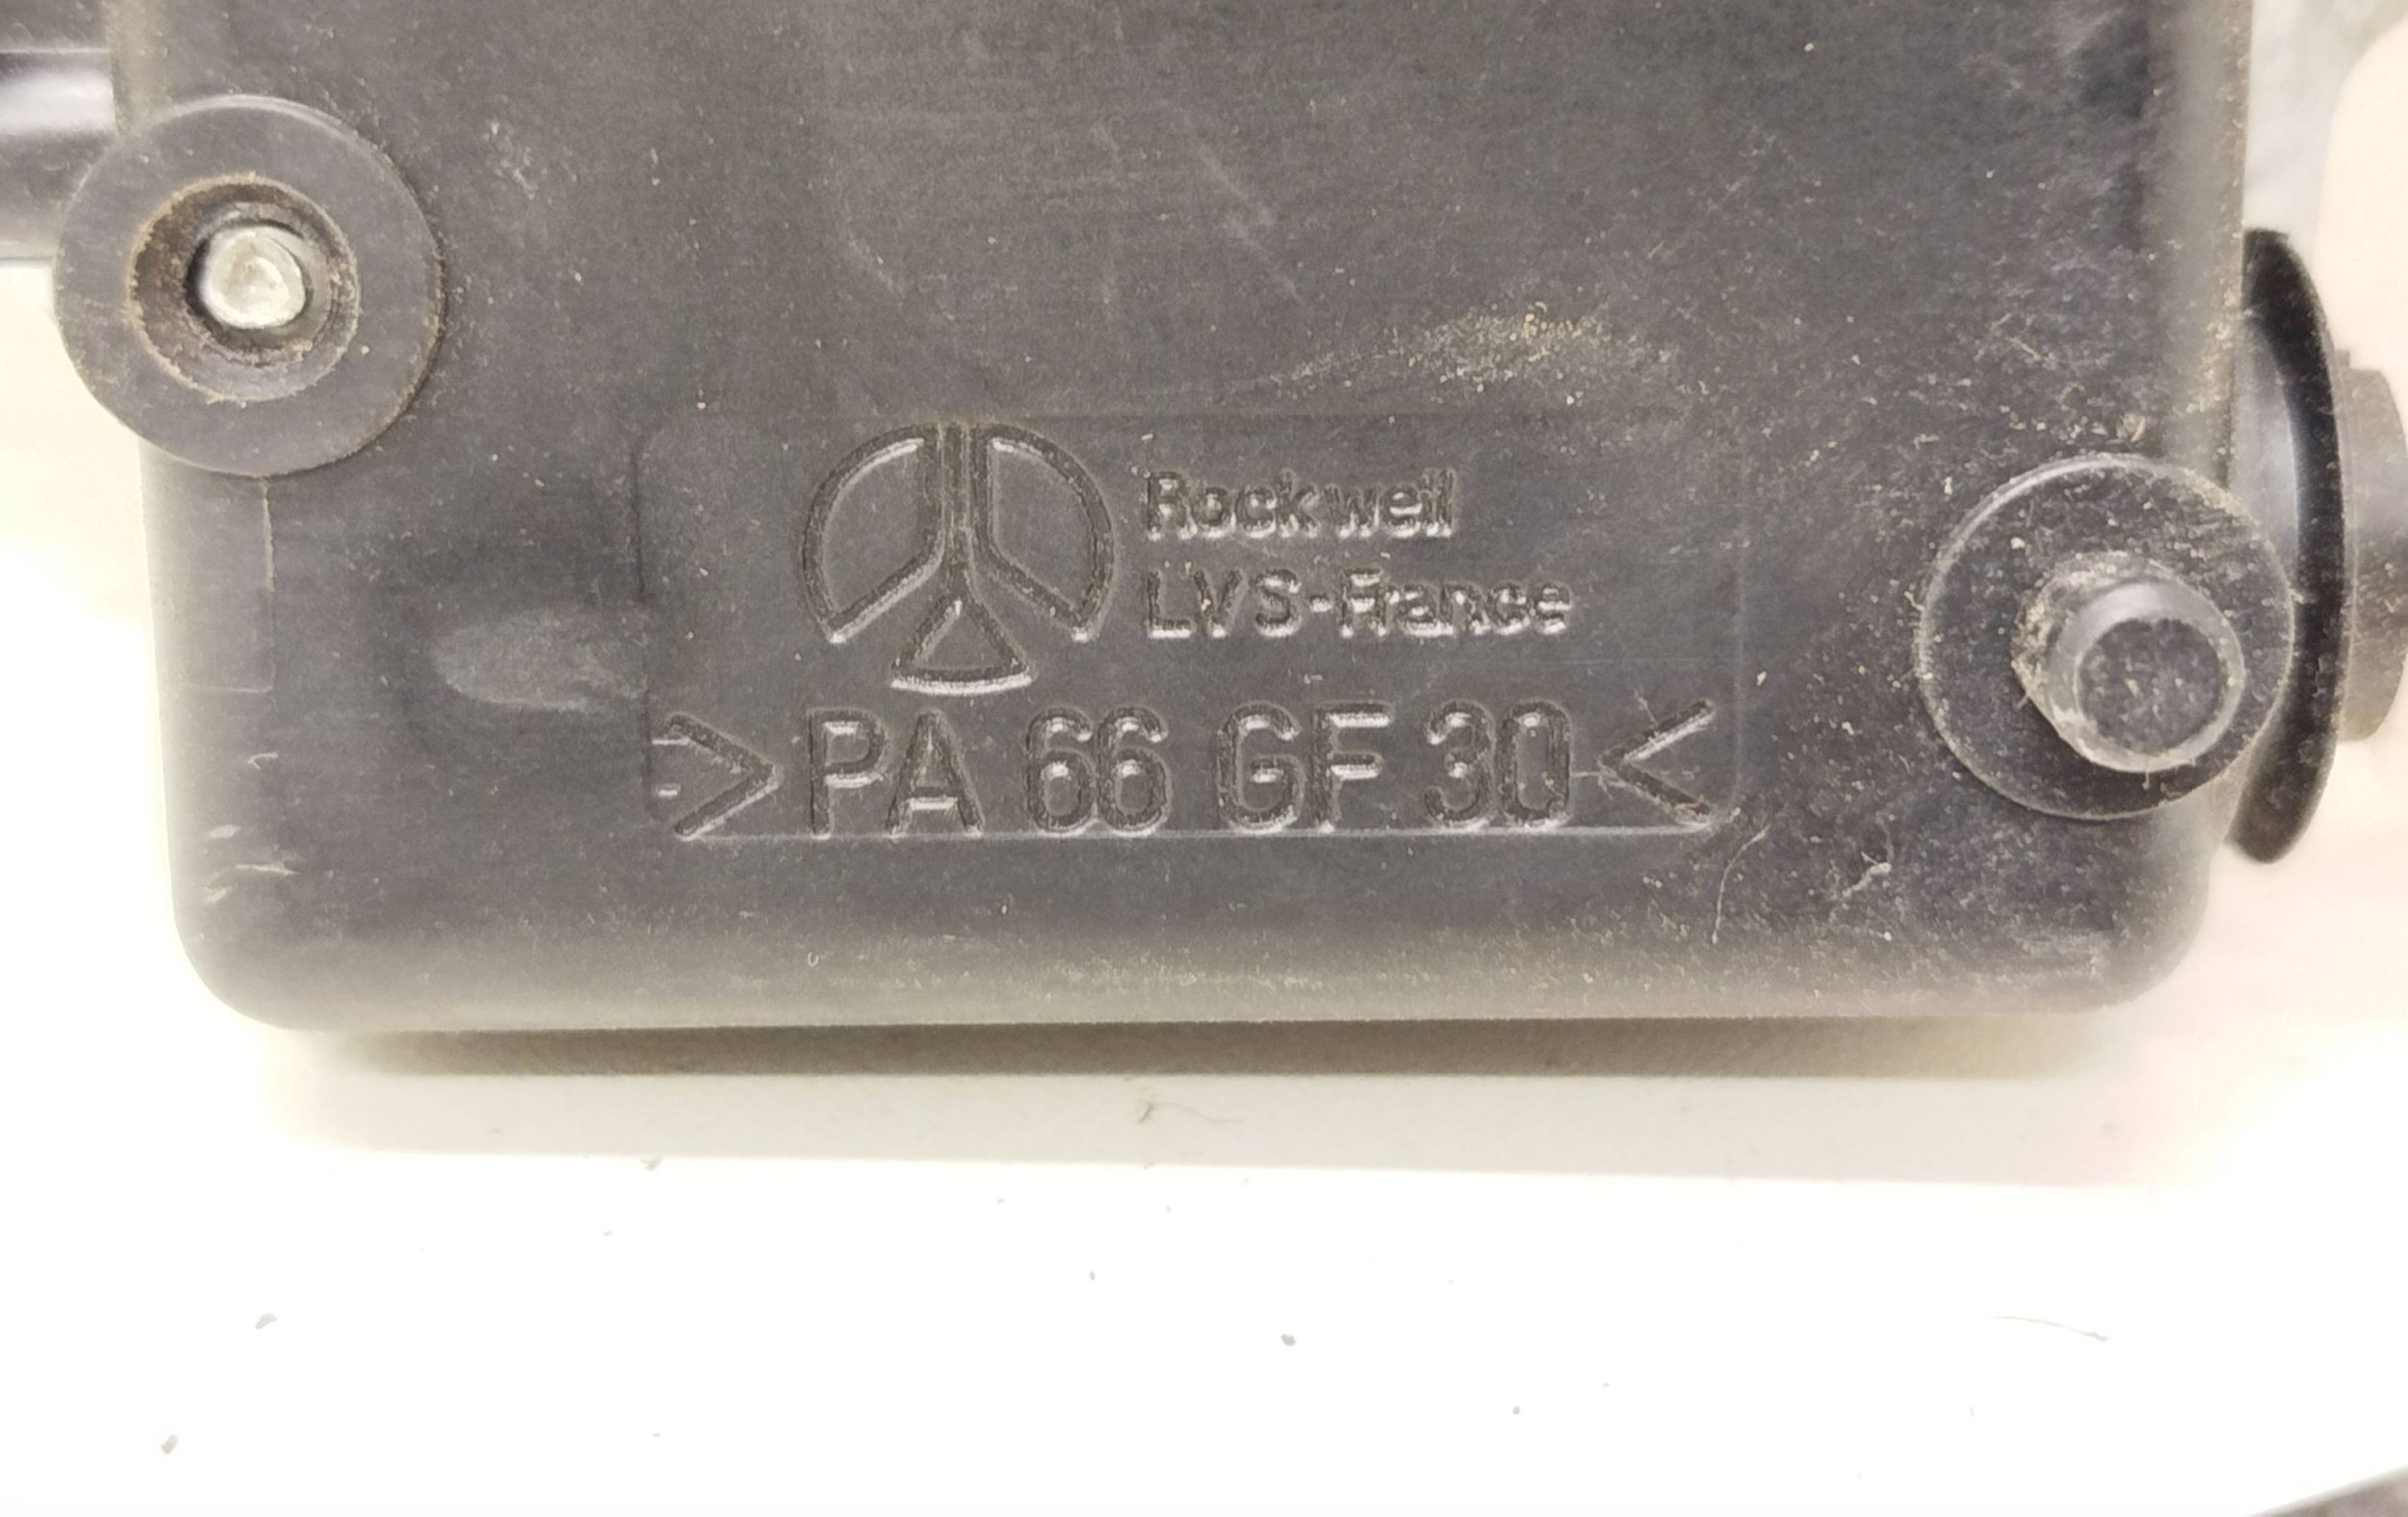 Rockwell
LVS-France
>PA 66 GF 30<